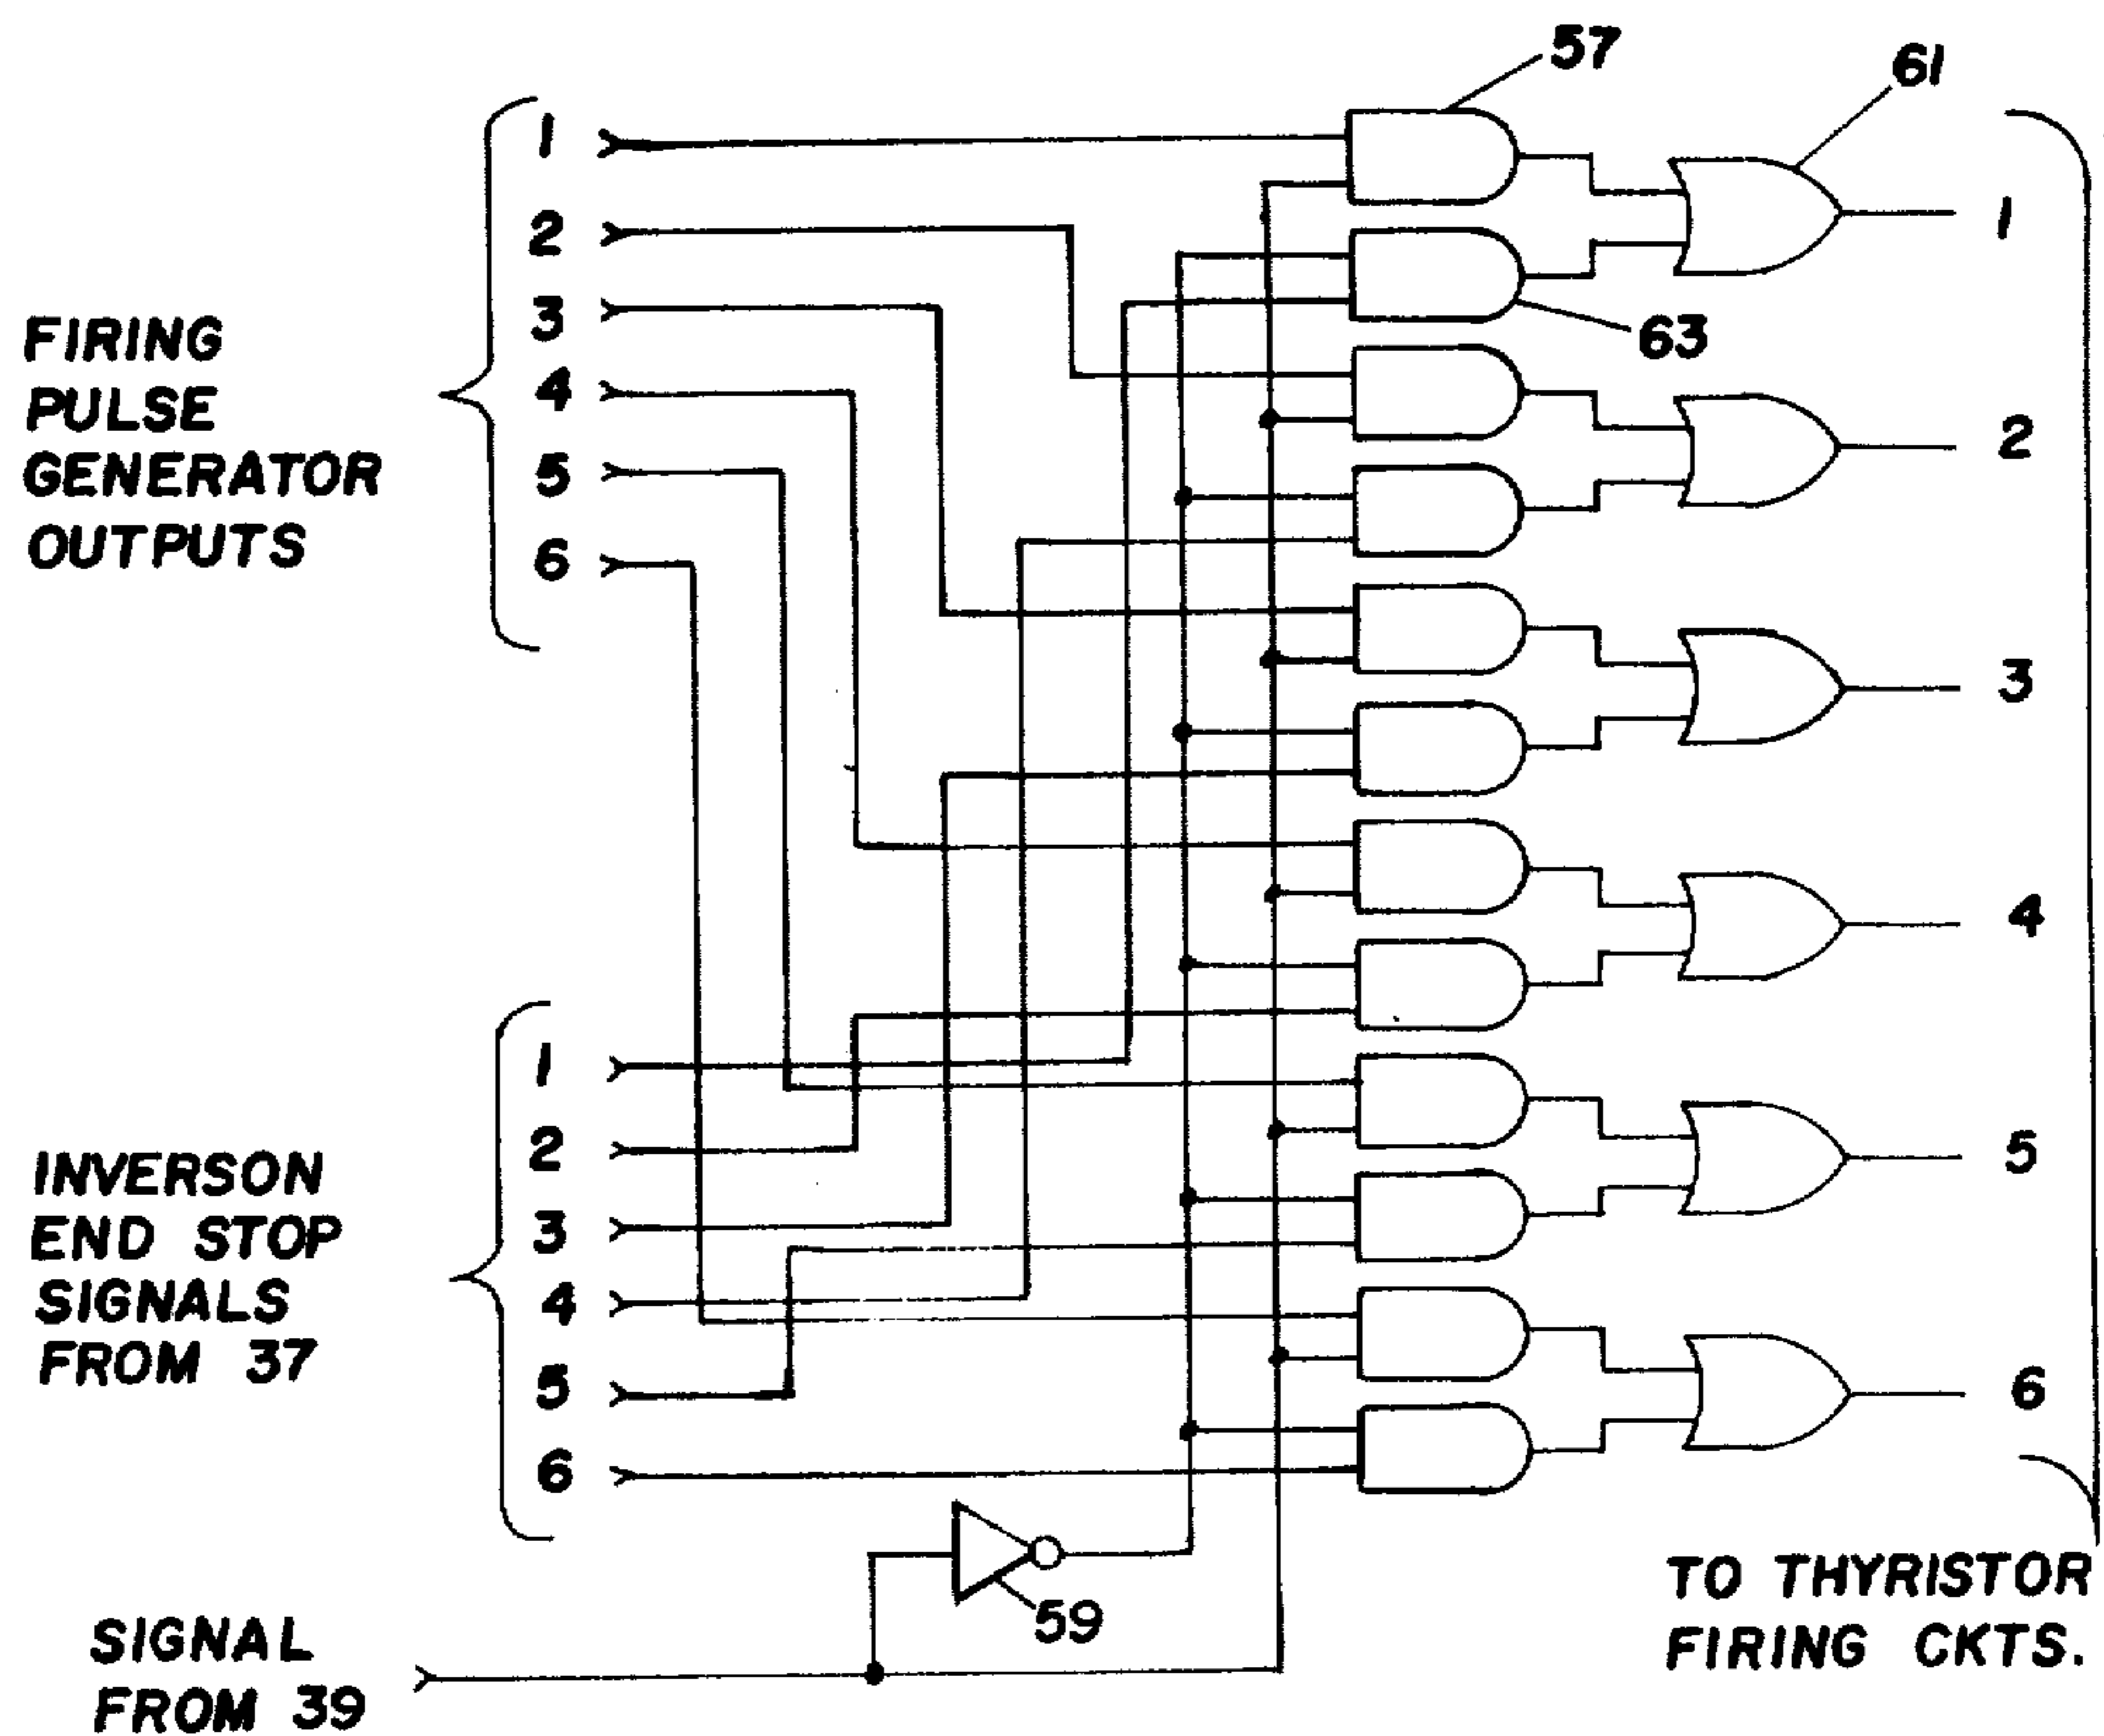 57
61
1
2
3
4
5
6
FIRING
PULSE
GENERATOR
OUTPUTS
63
1
2
3
4
5
6
1
2
3
4
5
6
INVERSON
END STOP
SIGNALS
FROM 37
59
SIGNAL
FROM 39
TO THYRISTOR
FIRING CKTS.